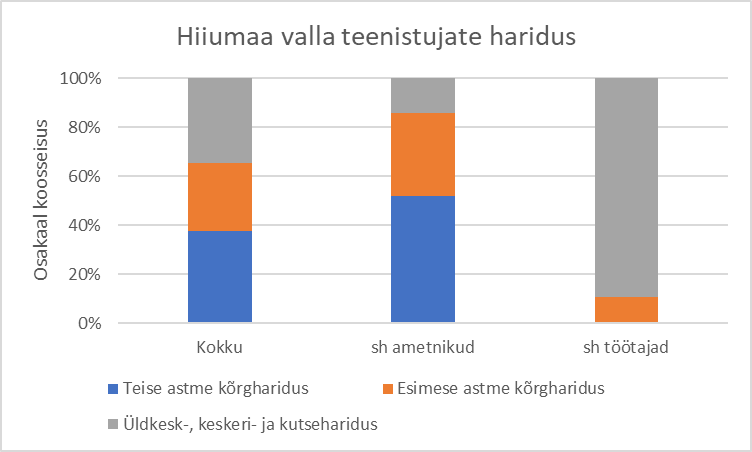 Hiiumaa valla teenistujate haridus
Osakaal koosseisus
100%
80%
60%
40%
20%
0%
Kokku
sh ametnikud
sh töötajad
Teise astme kõrgharidus
Esimese astme kõrgharidus
Üldkesk-, keskeri- ja kutseharidus